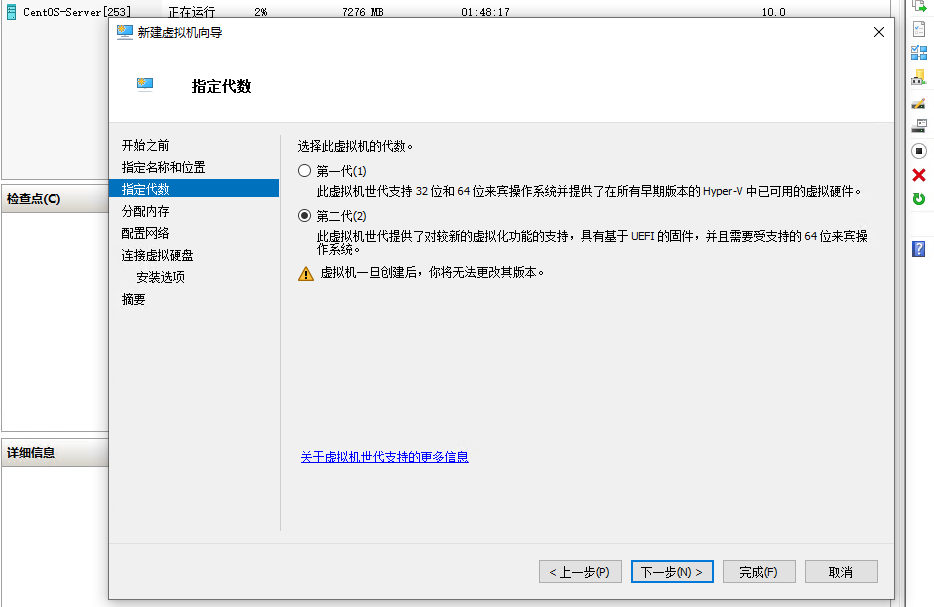 CentOS-Server[253] 正在运行 2% 7276 MB 01:48:17 10.0
新建虚拟机向导
指定代数
开始之前
指定名称和位置
指定代数
分配内存
配置网络
连接虚拟硬盘
安装选项
摘要
选择此虚拟机的代数。
第一代(1)
此虚拟机世代支持 32 位和 64 位来宾操作系统并提供了在所有早期版本的 Hyper-V 中已可用的虚拟硬件。
第二代(2)
此虚拟机世代提供了对较新的虚拟化功能的支持，具有基于 UEFI 的固件，并且需要受支持的 64 位来宾操
作系统。
虚拟机一旦创建后，你将无法更改其版本。
关于虚拟机世代支持的更多信息
检查点(C)
详细信息
< 上一步(P)
下一步(N) >
完成(F)
取消